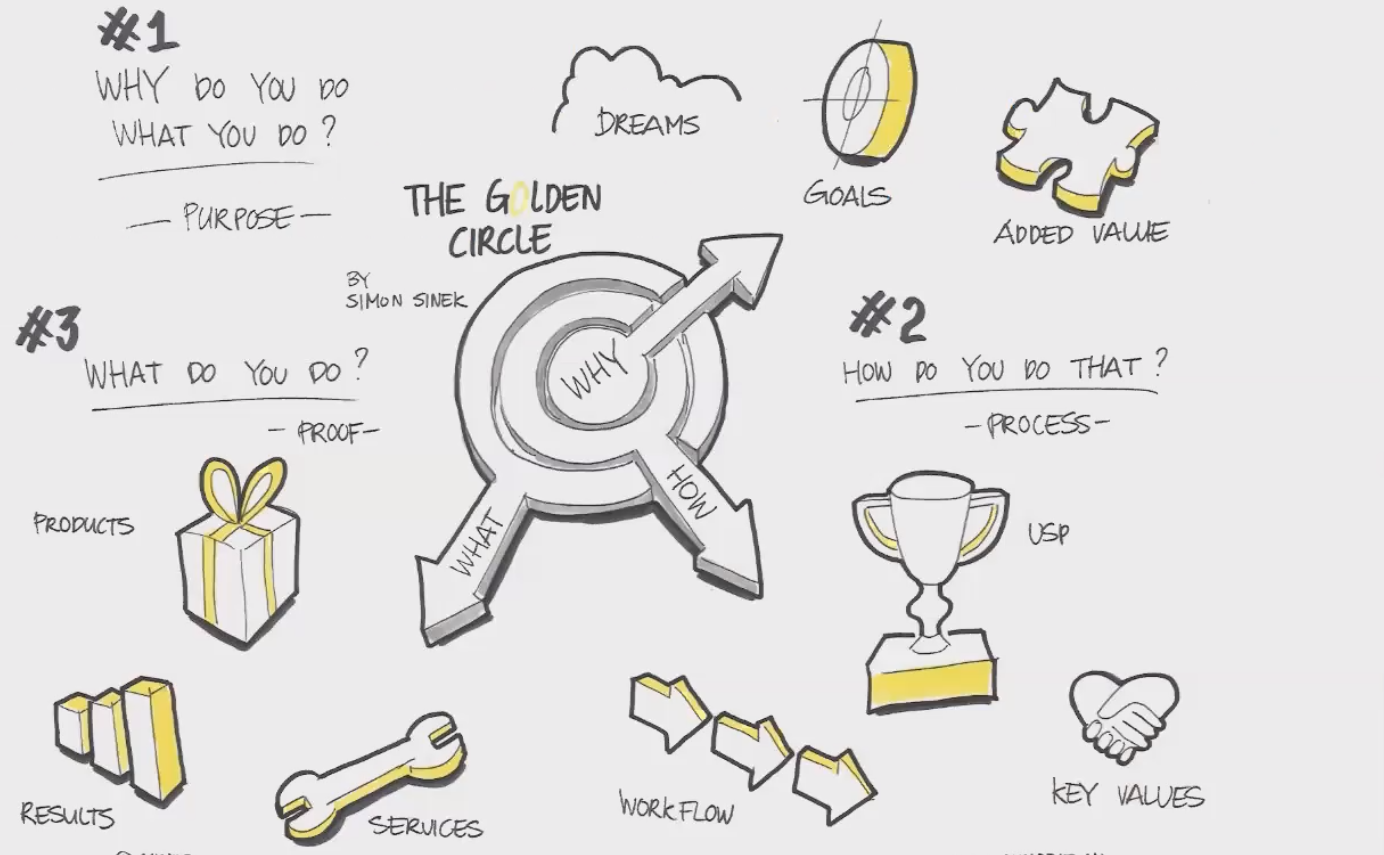 #1
WHY DO YOU DO
WHAT YOU DO?
- PURPOSE -
DREAMS
GOALS
ADDED VALUE
THE GOLDEN
CIRCLE
BY
SIMON SINEK
WHY
HOW
WHAT
#2
HOW DO YOU DO THAT?
- PROCESS -
USP
WORKFLOW
KEY VALUES
#3
WHAT DO YOU DO?
- PROOF -
PRODUCTS
RESULTS
SERVICES